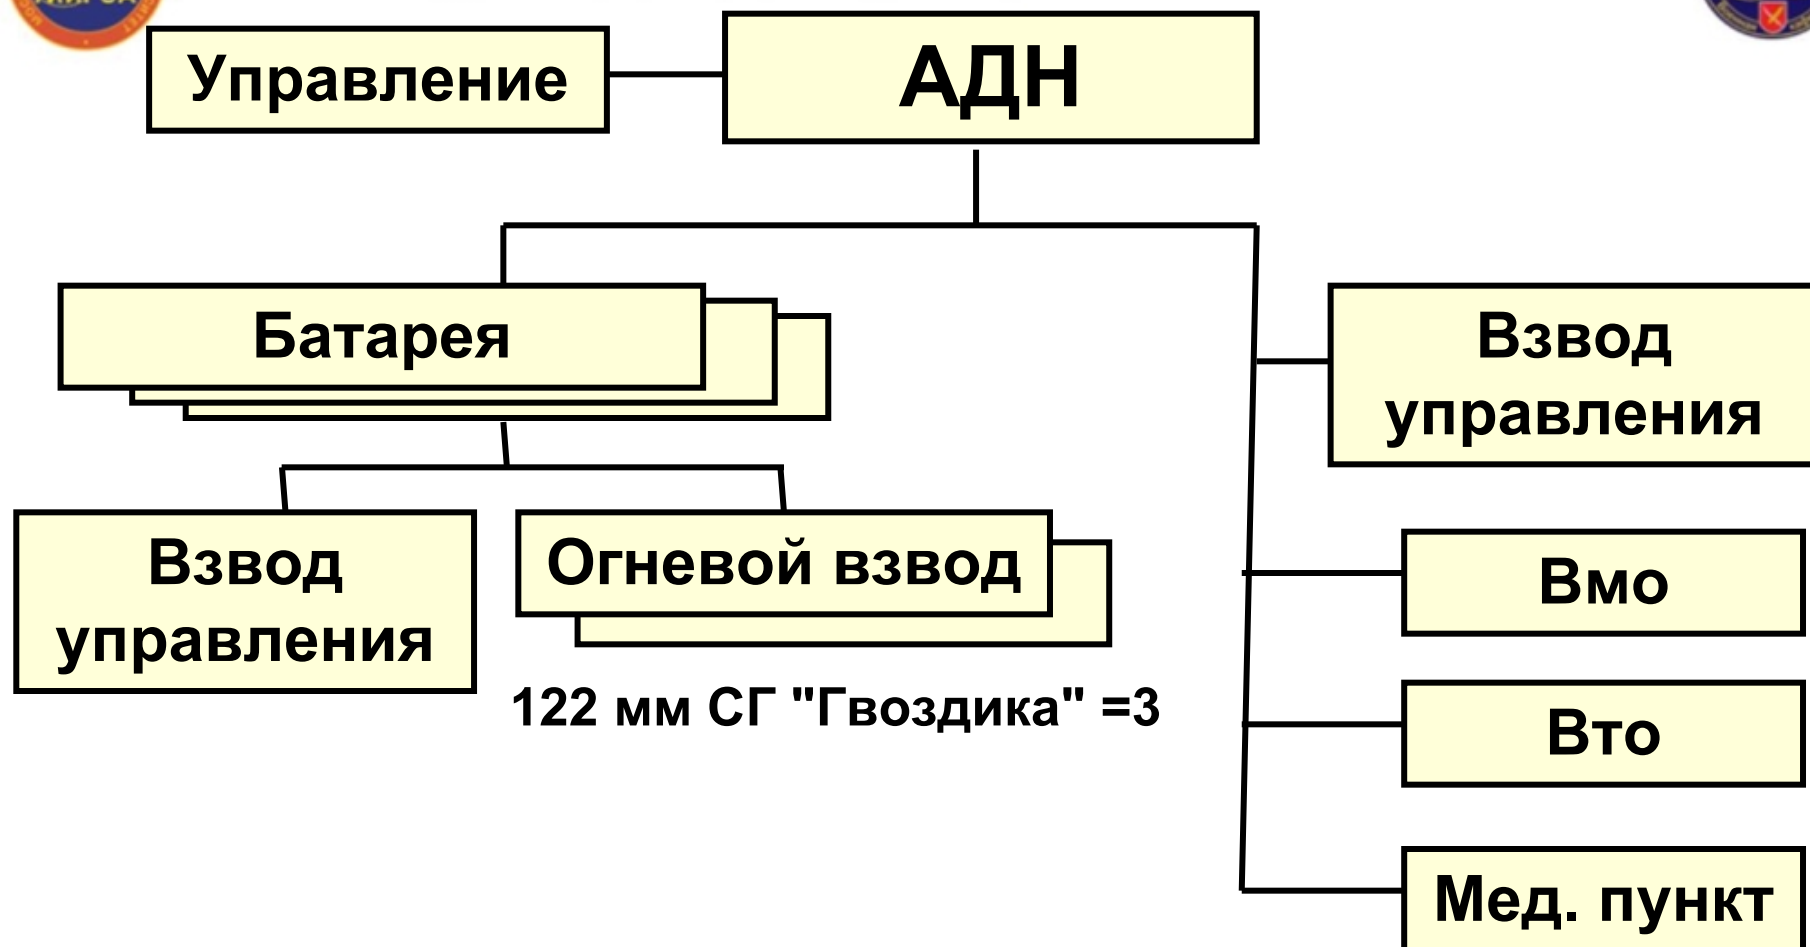 Управление
АДН
Батарея
Взвод
управления
Взвод
управления
Огневой взвод
122 мм СГ "Гвоздика" =3
Вмо
Вто
Мед. пункт